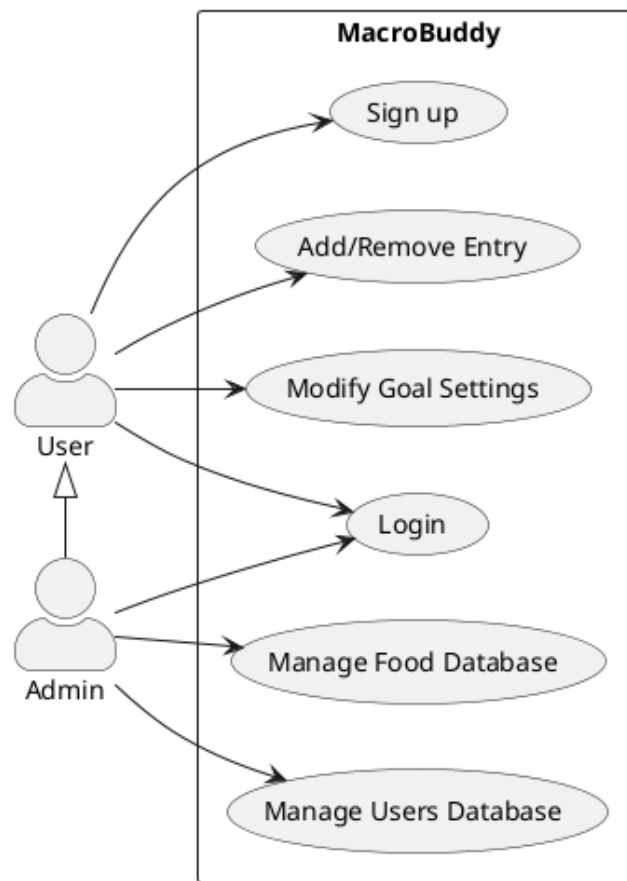 MacroBuddy
Sign up
Add/Remove Entry
Modify Goal Settings
User
Login
Admin
Manage Food Database
Manage Users Database